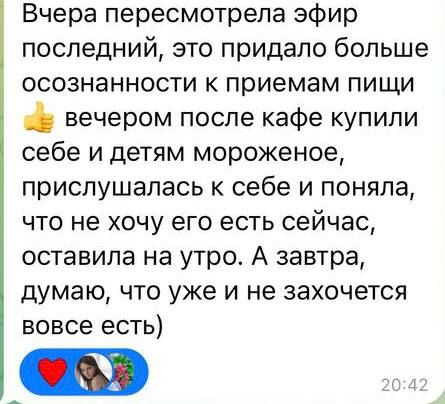 Вчера пересмотрела эфир
последний, это придало больше
осознанности к приемам пищи
👍 вечером после кафе купили
себе и детям мороженое,
прислушалась к себе и поняла,
что не хочу его есть сейчас,
оставила на утро. А завтра,
думаю, что уже и не захочется
вовсе есть)
20:42